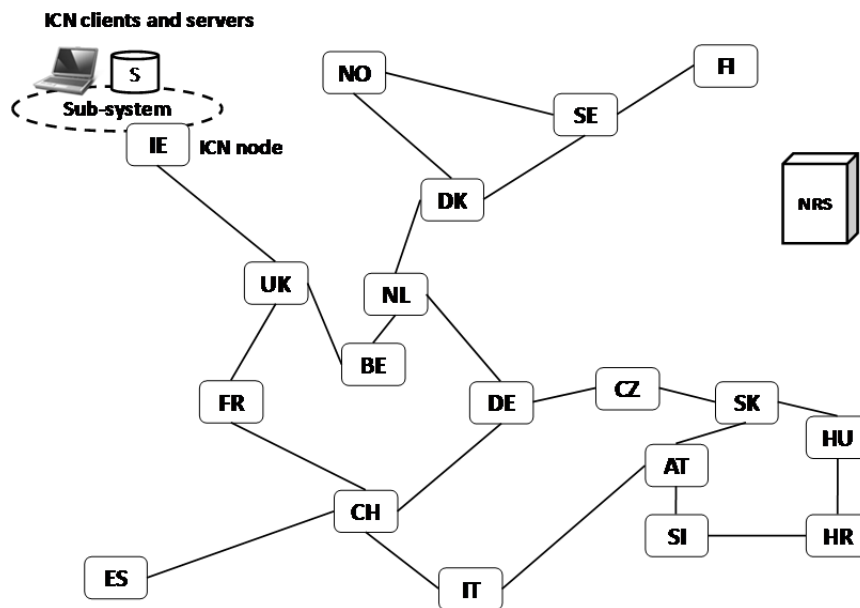 ICN clients and servers
S
Sub-system
IE
ICN node
NO
FI
SE
DK
NRS
UK
NL
BE
FR
DE
CZ
SK
HU
AT
CH
SI
HR
ES
IT